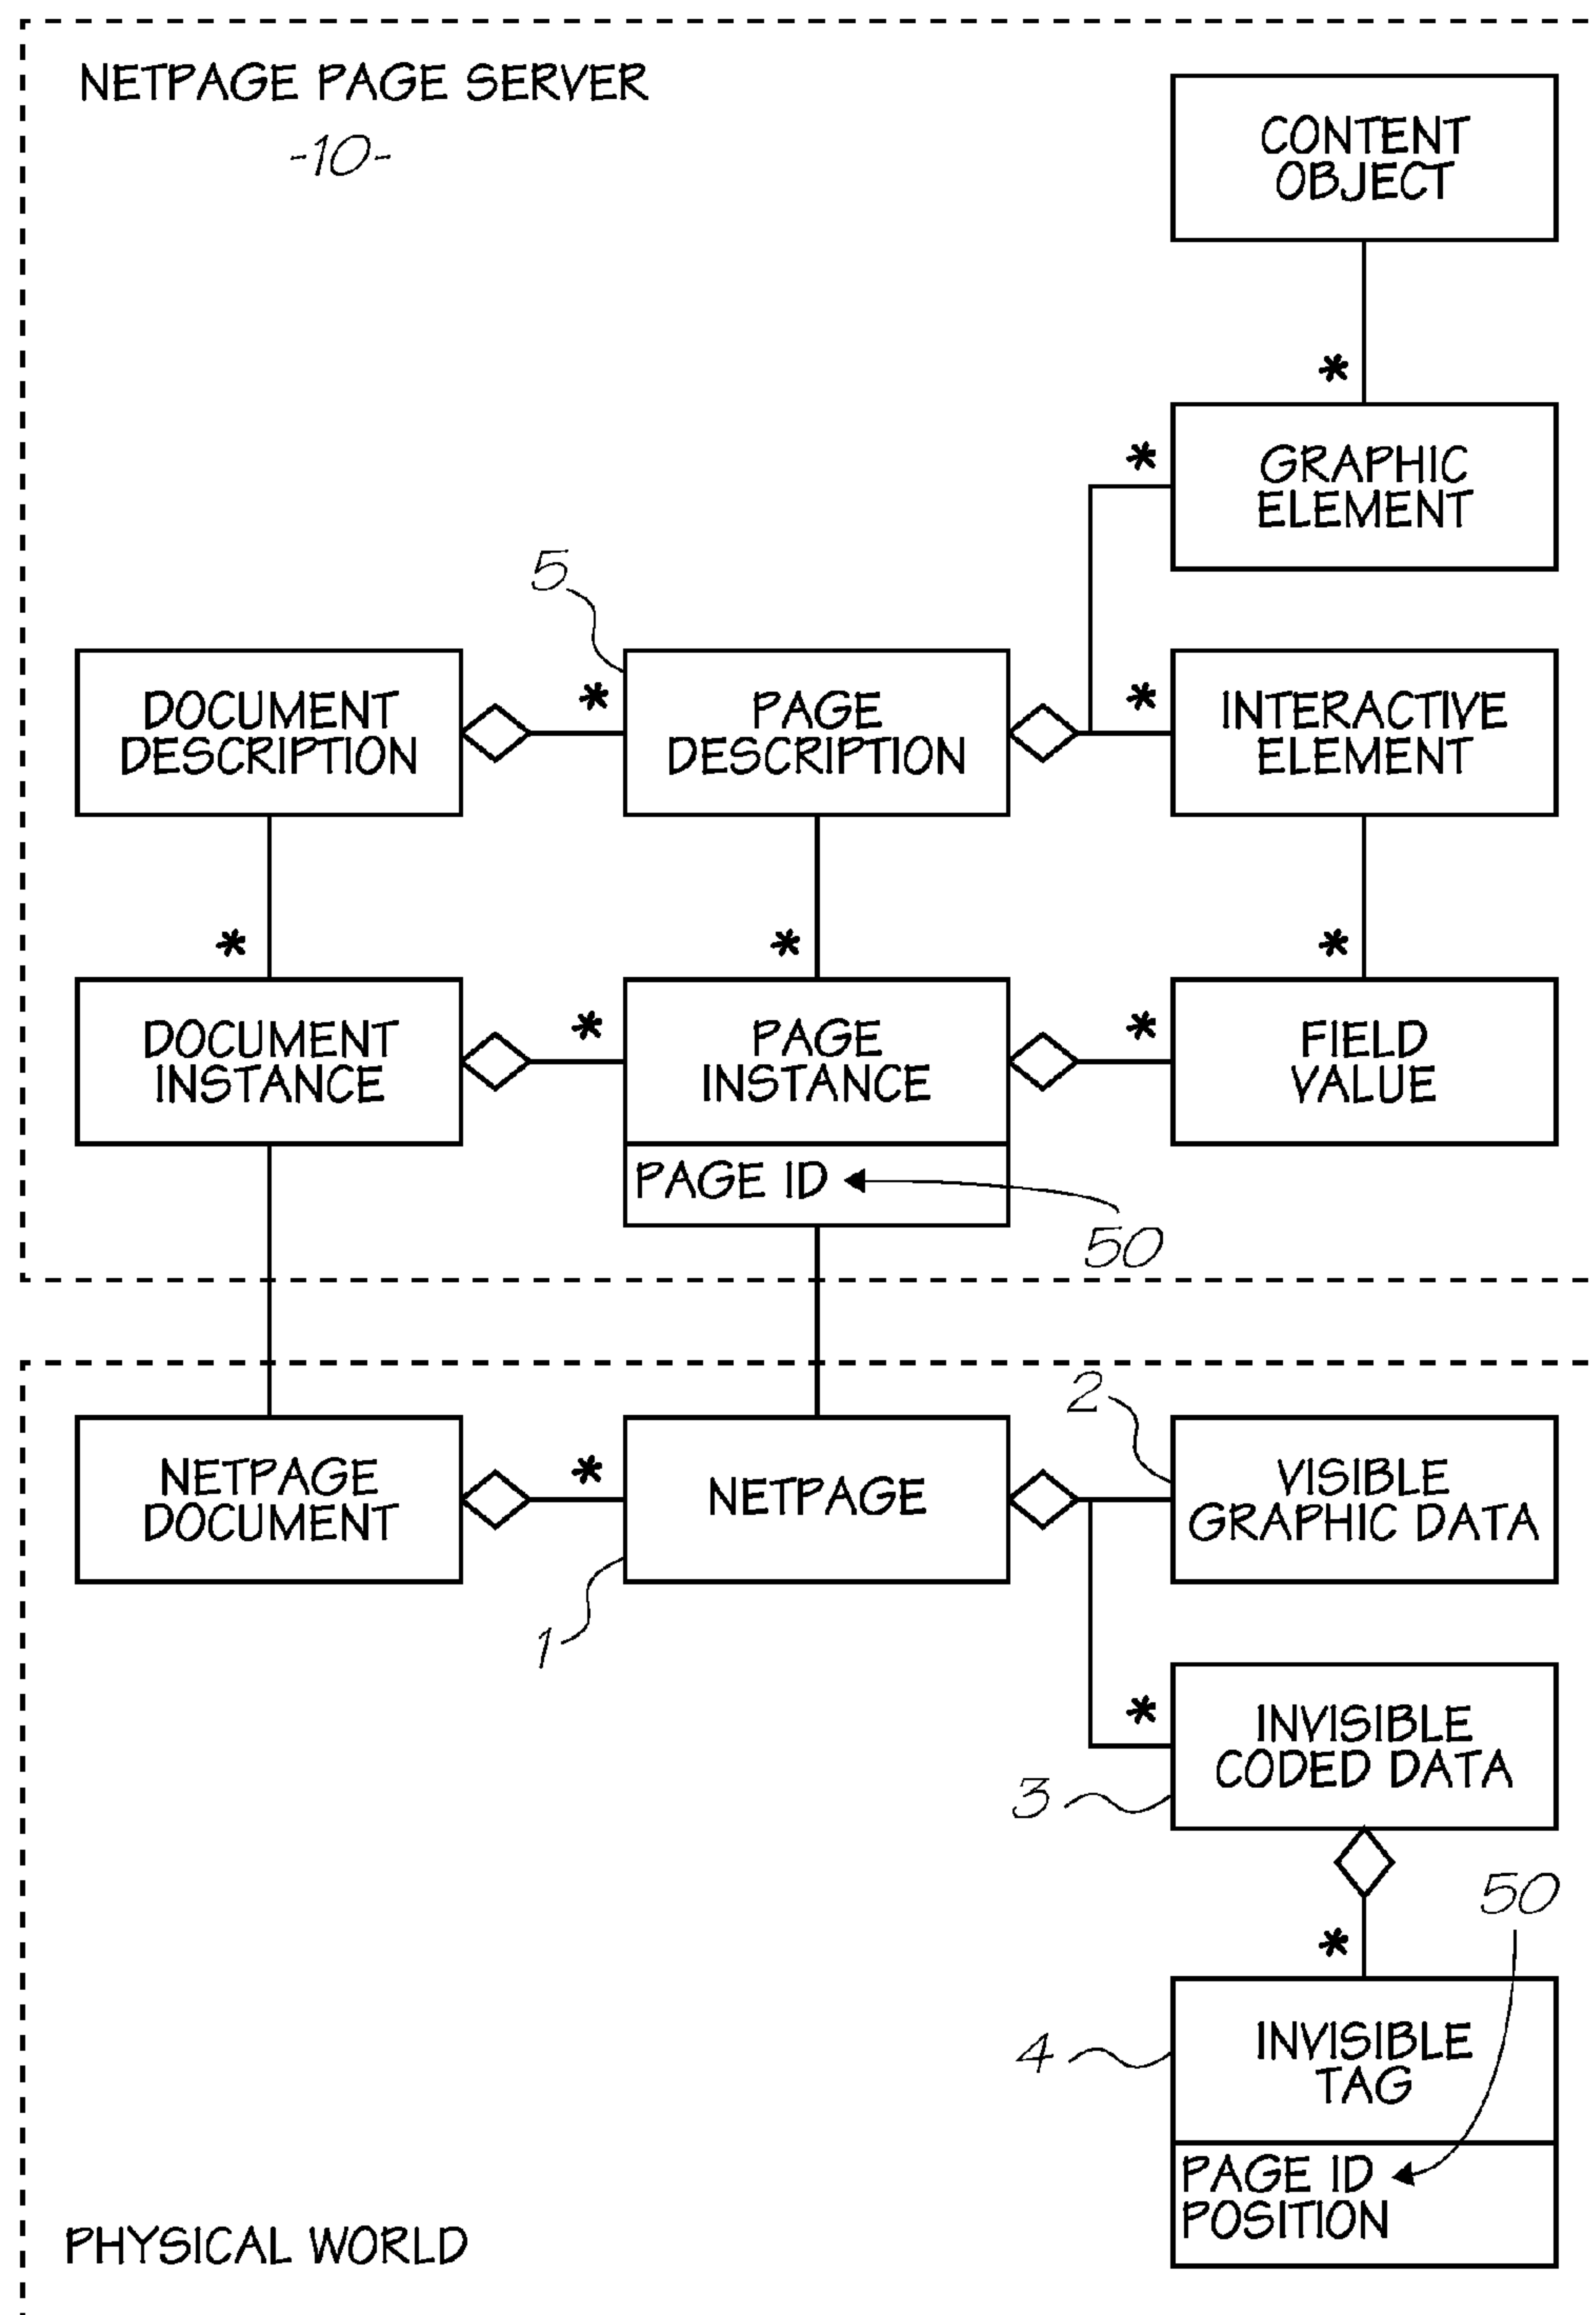 NETPAGE PAGE SERVER
-10-
CONTENT
OBJECT
*
*
GRAPHIC
ELEMENT
5
DOCUMENT
DESCRIPTION
*
PAGE
DESCRIPTION
*
INTERACTIVE
ELEMENT
*
*
*
DOCUMENT
INSTANCE
*
PAGE
INSTANCE
*
FIELD
VALUE
PAGE ID
50
2
NETPAGE
DOCUMENT
*
NETPAGE
VISIBLE
GRAPHIC DATA
1
*
INVISIBLE
CODED DATA
3
50
*
4
INVISIBLE
TAG
PAGE ID
POSITION
PHYSICAL WORLD